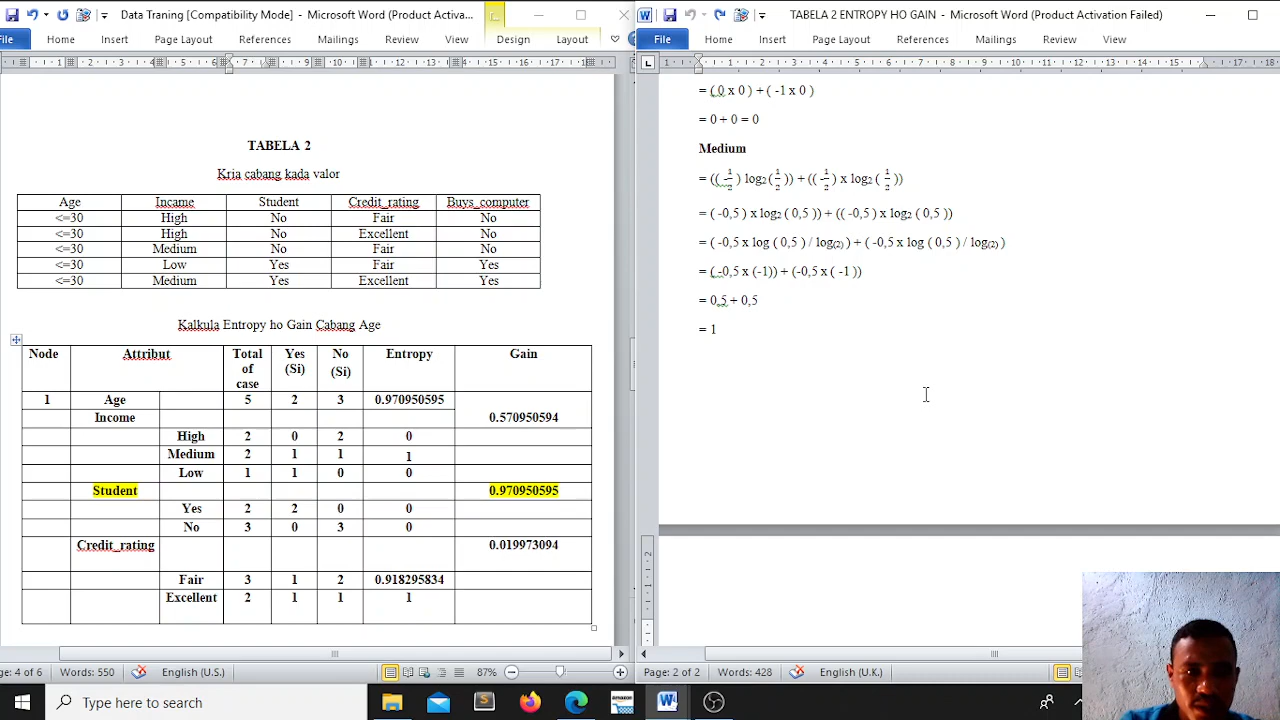 Data Traning [Compatibility Mode] - Microsoft Word (Product Activa...
Design
Layout
File
Home
Insert
Page Layout
References
Mailings
Review
View
TABELA 2
Kria cabang kada valor
Age Income Student Credit_rating Buys_computer
<=30 High No Fair No
<=30 High No Excellent No
<=30 Medium No Fair No
<=30 Low Yes Fair Yes
<=30 Medium Yes Excellent Yes
Kalkula Entropy ho Gain Cabang Age
Node Attribut Total of case Yes (Si) No (Si) Entropy Gain
1 Age 5 2 3 0.970950595
Income 0.570950594
High 2 0 2 0
Medium 2 1 1 1
Low 1 1 0 0
Student 0.970950595
Yes 2 2 0 0
No 3 0 3 0
Credit_rating 0.019973094
Fair 3 1 2 0.918295834
Excellent 2 1 1 1
ge: 4 of 6 Words: 550 English (U.S.) 87%
TABELA 2 ENTROPY HO GAIN - Microsoft Word (Product Activation Failed)
File Home Insert Page Layout References Mailings Review View
= ( 0 x 0 ) + ( -1 x 0 )
= 0 + 0 = 0
Medium
= (( -1/2 ) log2 ( 1/2 )) + (( -1/2 ) x log2 ( 1/2 ))
= ( -0,5 ) x log2 ( 0,5 )) + (( -0,5 ) x log2 ( 0,5 ))
= ( -0,5 x log ( 0,5 ) / log(2) ) + ( -0,5 x log ( 0,5 ) / log(2) )
= ( -0,5 x (-1)) + (-0,5 x ( -1 ))
= 0,5 + 0,5
= 1
Page: 2 of 2 Words: 428 English (U.K.)
Type here to search